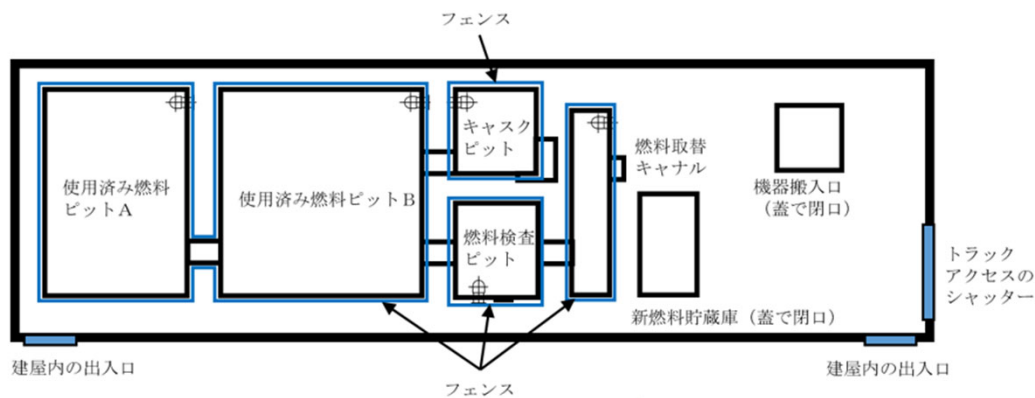 フェンス
キャスク
ピット
使用済み燃料
ピットA
使用済み燃料ピットB
燃料検査
ピット
燃料取替
キャナル
機器搬入口
（蓋で閉口）
トラック
アクセスの
シャッター
新燃料貯蔵庫（蓋で閉口）
建屋内の出入口
フェンス
建屋内の出入口